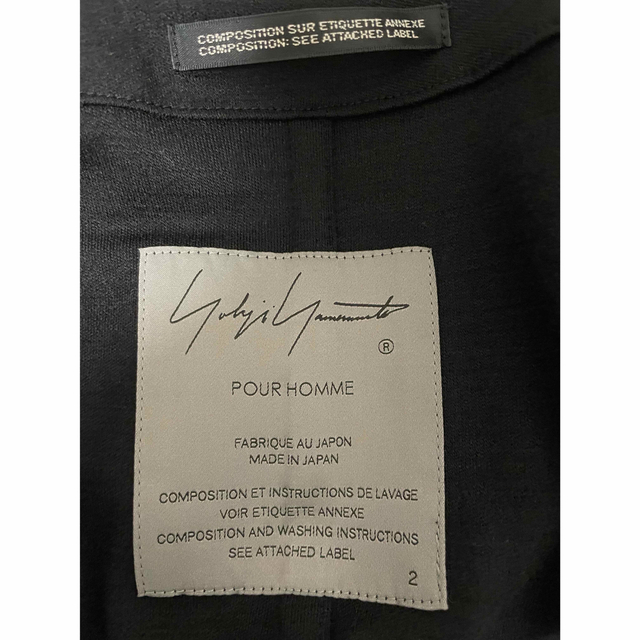 COMPOSITION SUR ETIQUETTE ANNEXE
COMPOSITION: SEE ATTACHED LABEL
Yohji Yamamoto
®
POUR HOMME
FABRIQUE AU JAPON
MADE IN JAPAN
COMPOSITION ET INSTRUCTIONS DE LAVAGE
VOIR ETIQUETTE ANNEXE
COMPOSITION AND WASHING INSTRUCTIONS
SEE ATTACHED LABEL
2